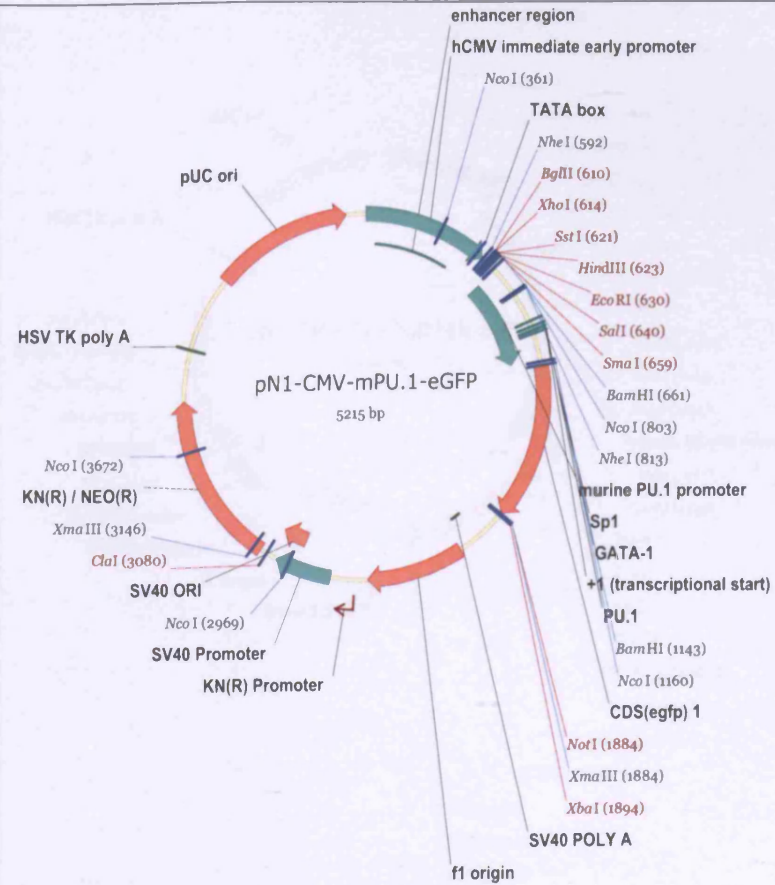 enhancer region
hCMV immediate early promoter
NcoI (361)
TATA box
NheI (592)
BglII (610)
XhoI (614)
SstI (621)
HindIII (623)
EcoRI (630)
SalI (640)
SmaI (659)
BamHI (661)
NcoI (803)
NheI (813)
murine PU.1 promoter
Sp1
GATA-1
+1 (transcriptional start)
PU.1
BamHI (1143)
NcoI (1160)
CDS(egfp) 1
NotI (1884)
XmaIII (1884)
XbaI (1894)
SV40 POLY A
f1 origin
KN(R) Promoter
SV40 Promoter
NcoI (2969)
SV40 ORI
ClaI (3080)
XmaIII (3146)
KN(R) / NEO(R)
NcoI (3672)
HSV TK poly A
pUC ori
pN1-CMV-mPU.1-eGFP
5215 bp